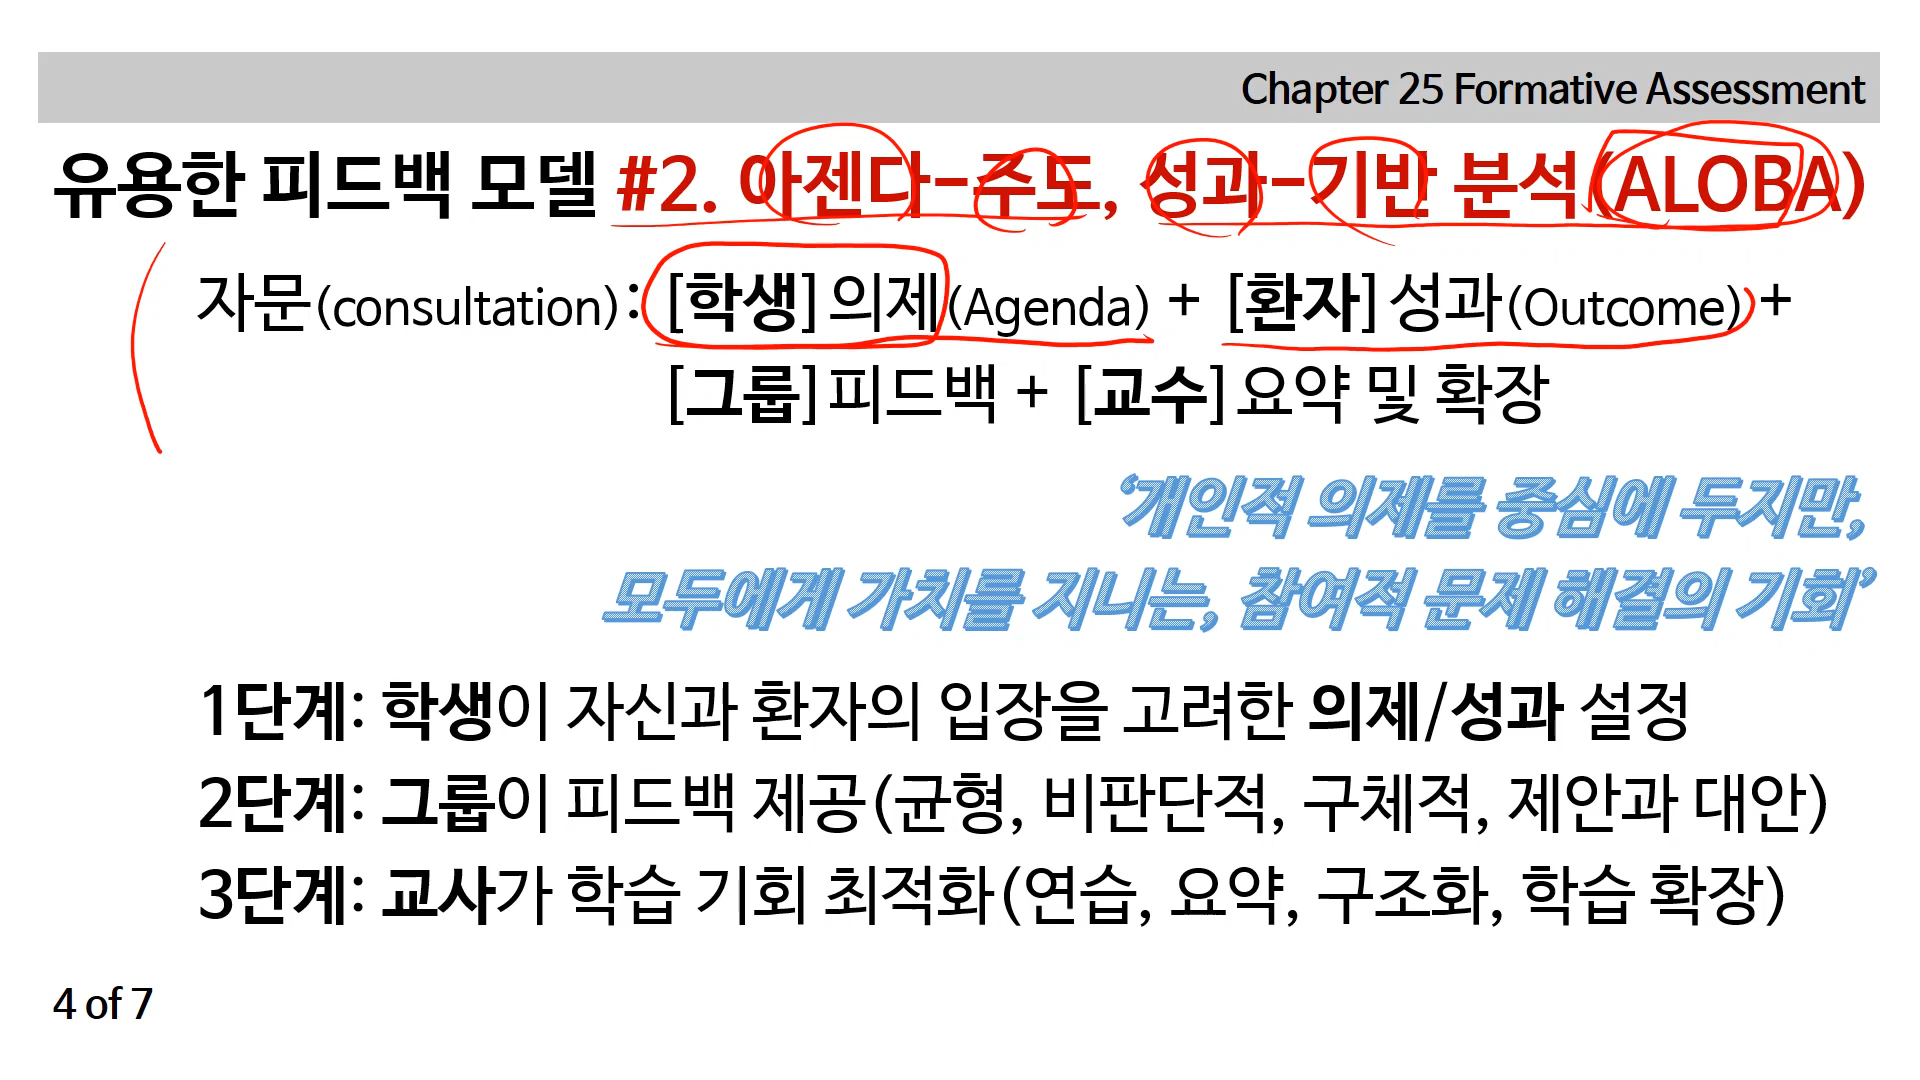 Chapter 25 Formative Assessment
유용한 피드백 모델 #2. 아젠다-주도, 성과-기반 분석(ALOBA)
자문(consultation): [학생] 의제(Agenda) + [환자] 성과(Outcome) +
[그룹] 피드백 + [교수] 요약 및 확장
‘개인적 의제를 중심에 두지만,
모두에게 가치를 지니는, 참여적 문제 해결의 기회’
1단계: 학생이 자신과 환자의 입장을 고려한 의제/성과 설정
2단계: 그룹이 피드백 제공(균형, 비판단적, 구체적, 제안과 대안)
3단계: 교사가 학습 기회 최적화(연습, 요약, 구조화, 학습 확장)
4 of 7